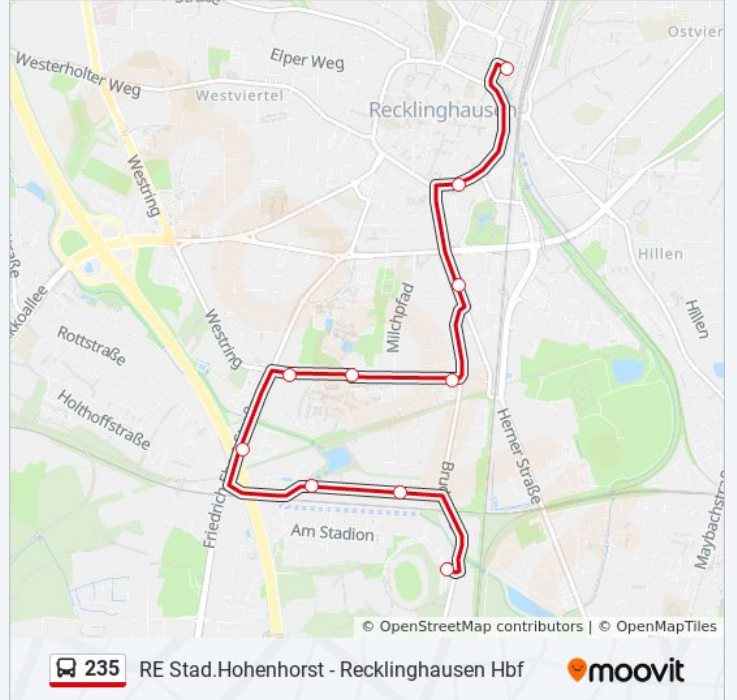 Ostvier
Elper Weg
Westerholter Weg
Westviertel
Recklinghausen
Westring
Hillen
Milchpfad
Hillen
Westring
Rottstraße
Holthoffstraße
Herner Straße
Am Stadion
Maybachstra
© OpenStreetMap contributors | © OpenMapTiles
235 RE Stad.Hohenhorst - Recklinghausen Hbf moovit